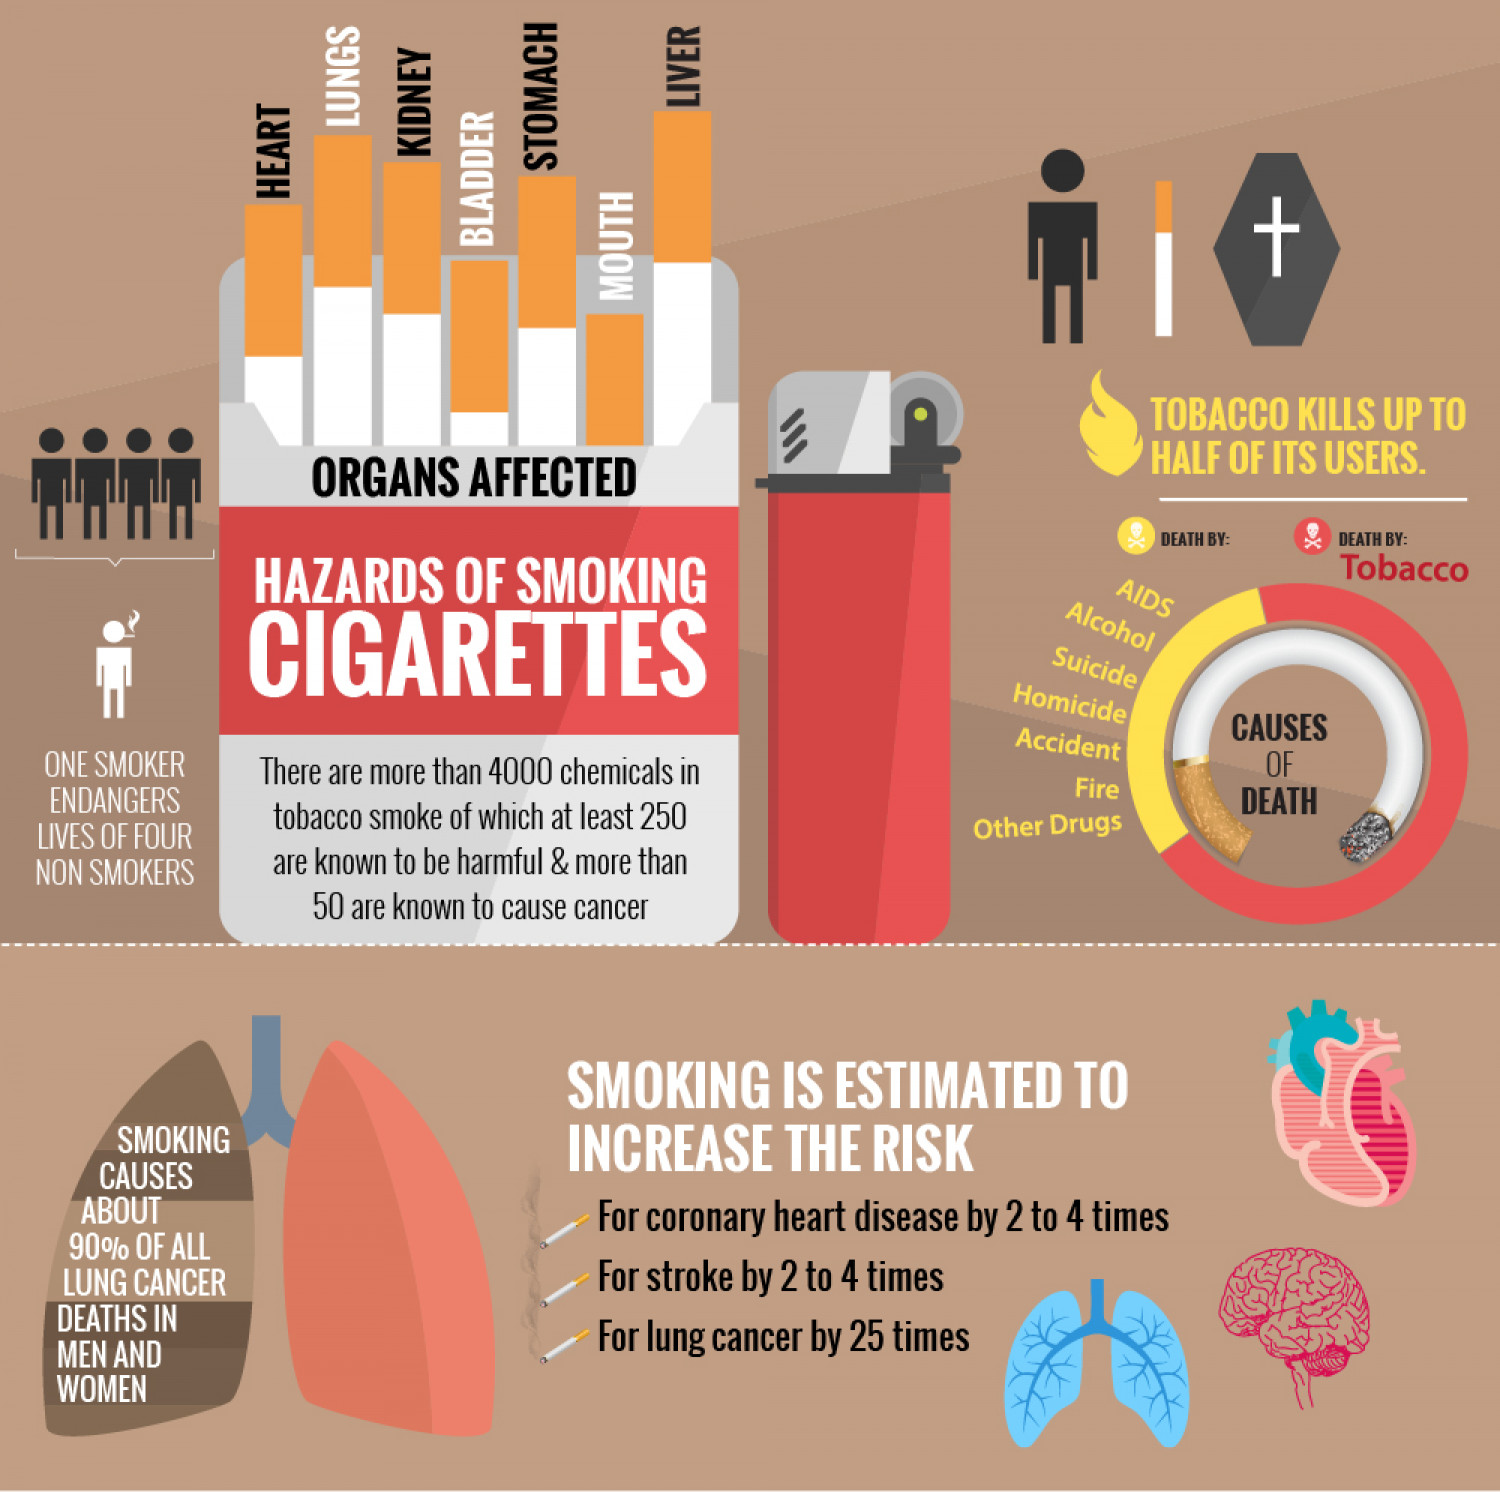 HEART
LUNGS
KIDNEY
BLADDER
STOMACH
MOUTH
LIVER
ORGANS AFFECTED
HAZARDS OF SMOKING
CIGARETTES
There are more than 4000 chemicals in
tobacco smoke of which at least 250
are known to be harmful & more than
50 are known to cause cancer
ONE SMOKER
ENDANGERS
LIVES OF FOUR
NON SMOKERS
TOBACCO KILLS UP TO
HALF OF ITS USERS.
DEATH BY:
AIDS
Alcohol
Suicide
Homicide
Accident
Fire
Other Drugs
DEATH BY:
Tobacco
CAUSES
OF
DEATH
SMOKING
CAUSES
ABOUT
90% OF ALL
LUNG CANCER
DEATHS IN
MEN AND
WOMEN
SMOKING IS ESTIMATED TO
INCREASE THE RISK
For coronary heart disease by 2 to 4 times
For stroke by 2 to 4 times
For lung cancer by 25 times